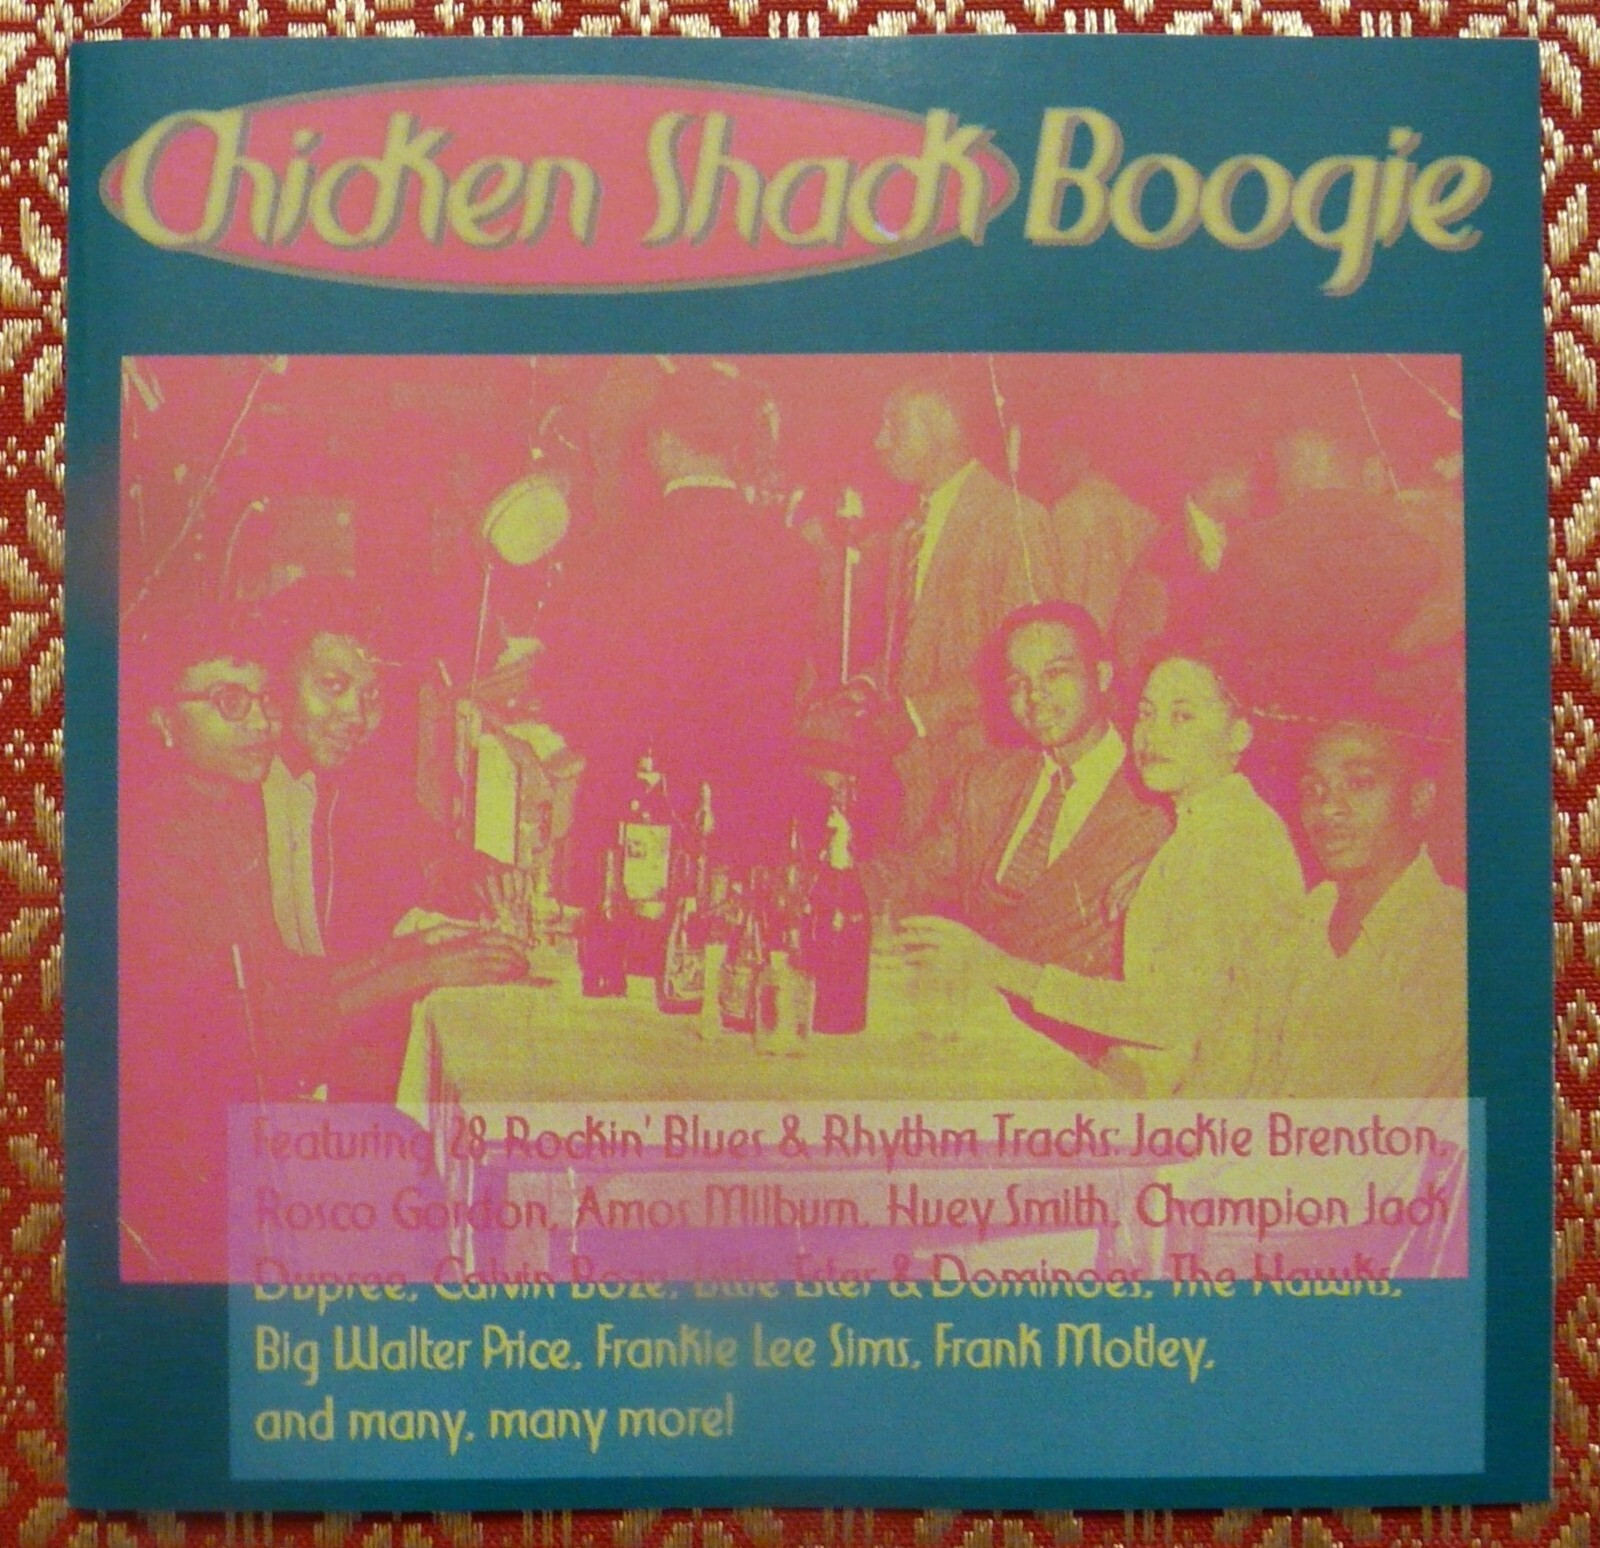 Chicken Shack Boogie
Featuring 28 Rockin' Blues & Rhythm Tracks: Jackie Brenston,
Rosco Gordon, Amos Milburn, Huey Smith, Champion Jack
Dupree, Calvin Boze, Ester & Dominoes, The Hawks,
Big Walter Price, Frankie Lee Sims, Frank Motley,
and many, many more!